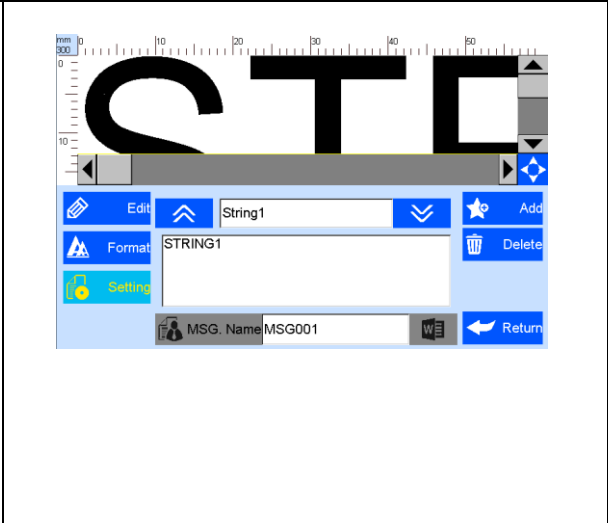 mm 0 10 20 30 40 50
300
0
STR
10
Edit String1 Add
Format STRING1 Delete
Setting
MSG. Name MSG001 W Return